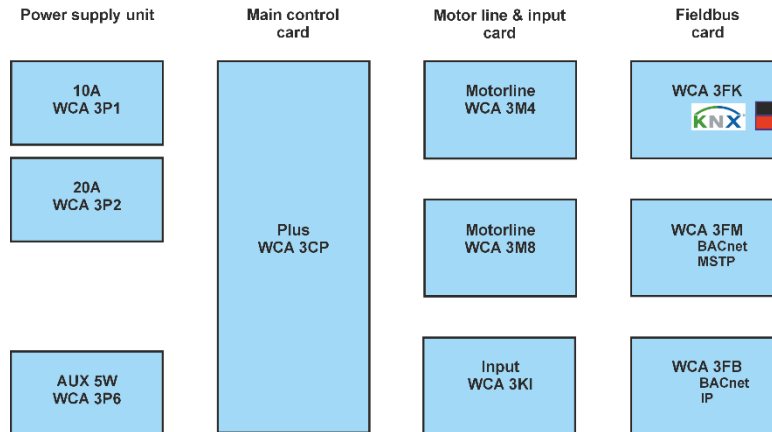 Power supply unit
Main control
card
Motor line & input
card
Fieldbus
card
10A
WCA 3P1
20A
WCA 3P2
AUX 5W
WCA 3P6
Plus
WCA 3CP
Motorline
WCA 3M4
Motorline
WCA 3M8
Input
WCA 3KI
WCA 3FK
KNX
WCA 3FM
BACnet
MSTP
WCA 3FB
BACnet
IP